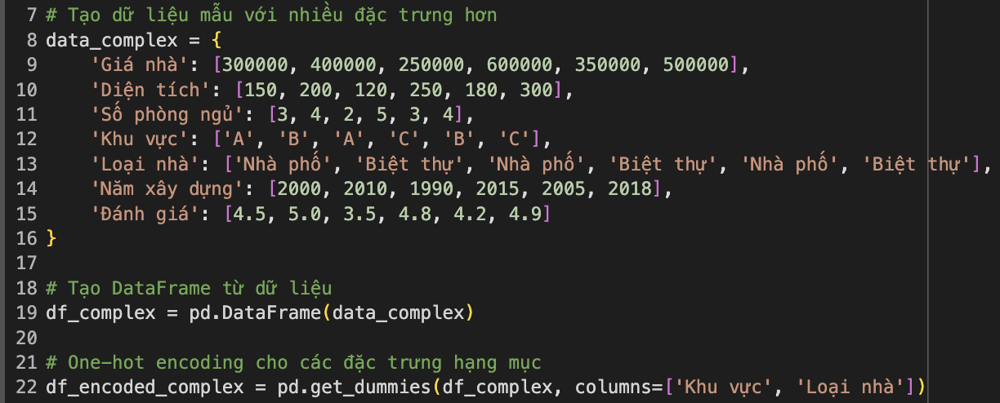 7 # Tạo dữ liệu mẫu với nhiều đặc trưng hơn
8 data_complex = {
9     'Giá nhà': [300000, 400000, 250000, 600000, 350000, 500000],
10     'Diện tích': [150, 200, 120, 250, 180, 300],
11     'Số phòng ngủ': [3, 4, 2, 5, 3, 4],
12     'Khu vực': ['A', 'B', 'A', 'C', 'B', 'C'],
13     'Loại nhà': ['Nhà phố', 'Biệt thự', 'Nhà phố', 'Biệt thự', 'Nhà phố', 'Biệt thự'],
14     'Năm xây dựng': [2000, 2010, 1990, 2015, 2005, 2018],
15     'Đánh giá': [4.5, 5.0, 3.5, 4.8, 4.2, 4.9]
16 }
17
18 # Tạo DataFrame từ dữ liệu
19 df_complex = pd.DataFrame(data_complex)
20
21 # One-hot encoding cho các đặc trưng hạng mục
22 df_encoded_complex = pd.get_dummies(df_complex, columns=['Khu vực', 'Loại nhà'])